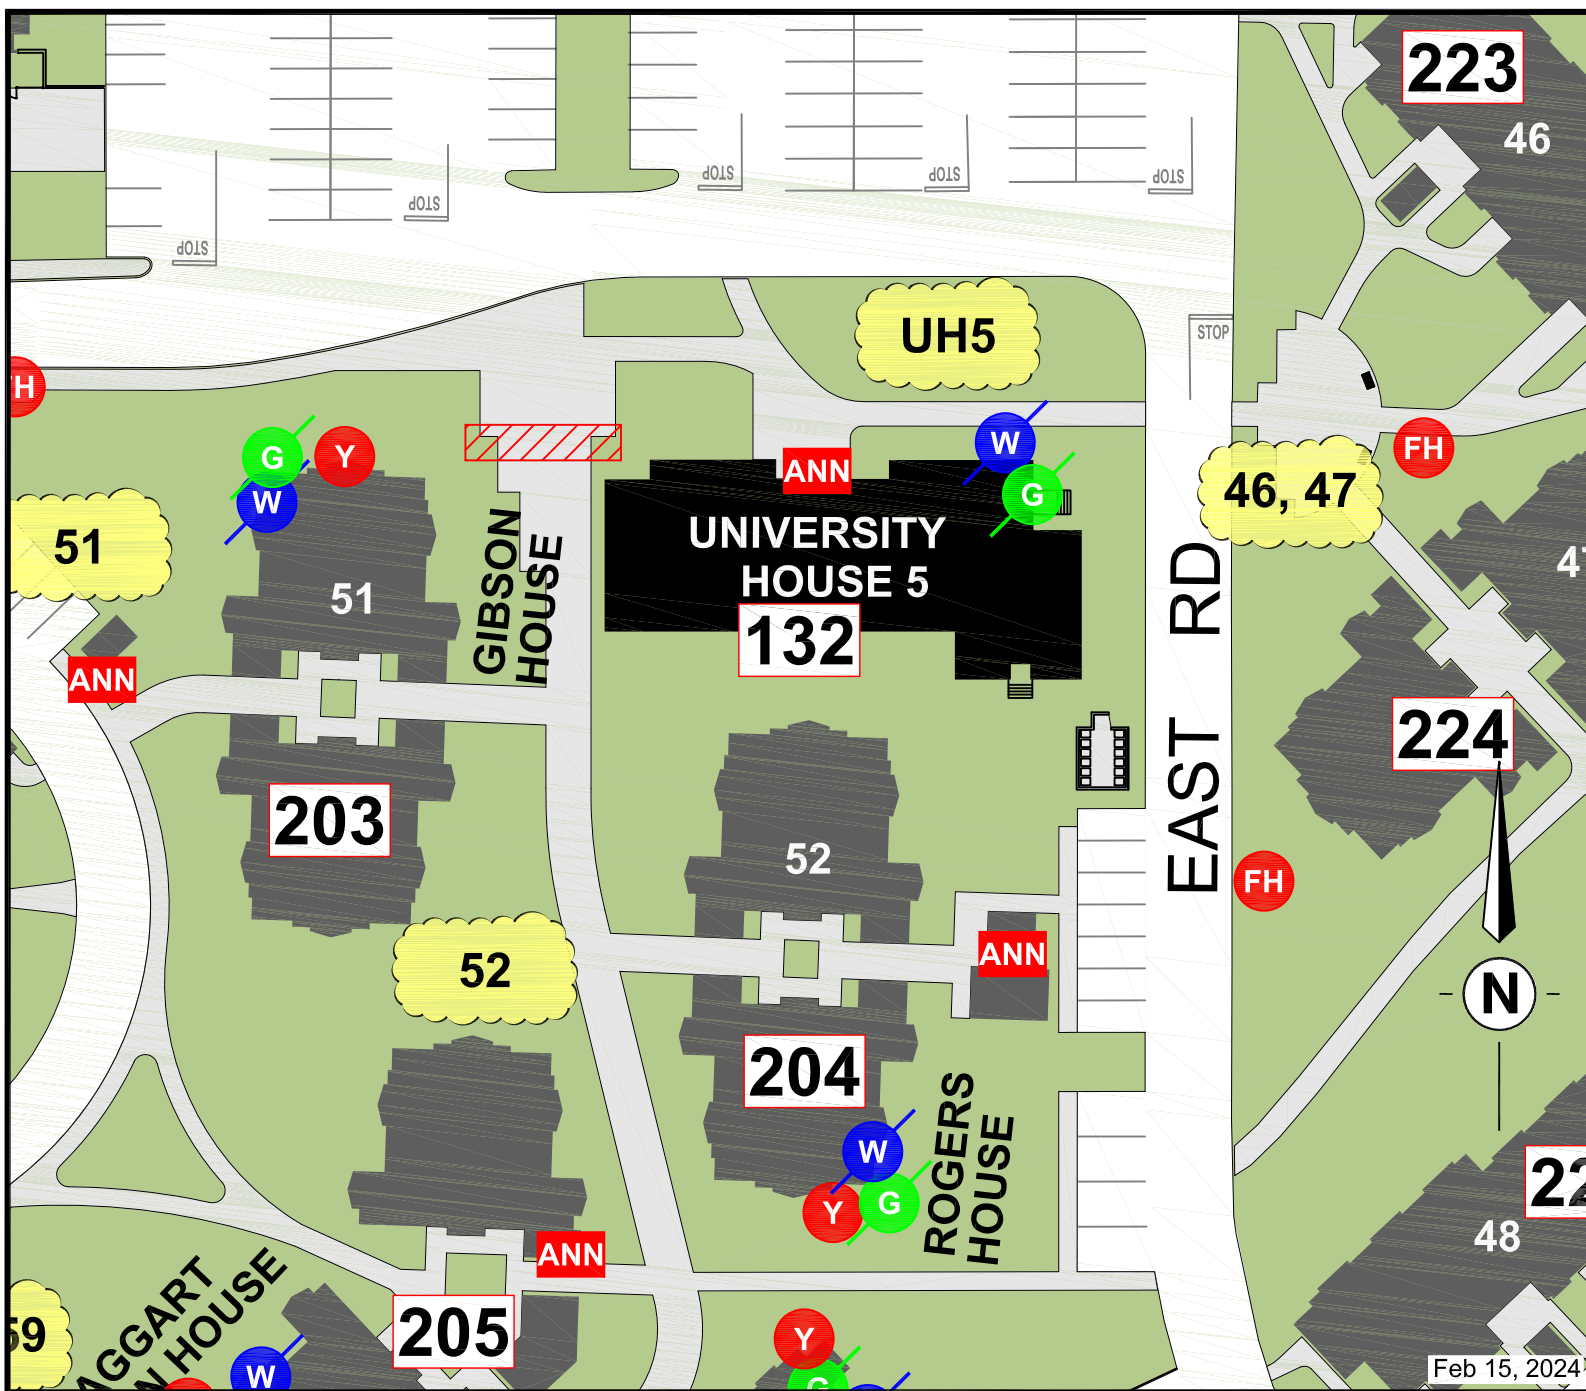 223
46
STOP
STOP
STOP
STOP
STOP
UH5
STOP
FH
G
Y
W
W
G
ANN
FH
46, 47
51
UNIVERSITY
HOUSE 5
132
GIBSON
HOUSE
51
ANN
EAST RD
224
203
52
FH
52
ANN
N
204
ROGERS
HOUSE
W
Y
G
48
ANN
205
Y
G
W
Feb 15, 2024